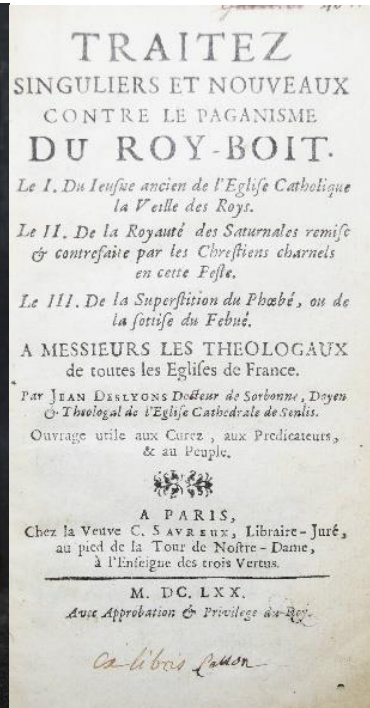 TRAITEZ
SINGULIERS ET NOUVEAUX
CONTRE LE PAGANISME
DU ROY-BOIT.
Le I. Du Ieuſne ancien de l'Egliſe Catholique
la Veille des Roys.
Le II. De la Royauté des Saturnales remiſe
& contrefaite par les Chreſtiens charnels
en cette Feſte.
Le III. De la Superſtition du Phœbé, ou de
la ſottiſe du Febué.
A MESSIEURS LES THEOLOGAUX
de toutes les Egliſes de France.
Par JEAN DESLYONS Docteur de Sorbonne, Doyen
& Theologal de l'Egliſe Cathedrale de Senlis.
Ouvrage utile aux Curez, aux Predicateurs,
& au Peuple.
A PARIS,
Chez la Veuve C. SAVREUX, Libraire-Juré,
au pied de la Tour de Noſtre-Dame,
à l'Enſeigne des trois Vertus.
M. DC. LXX.
Avec Approbation & Privilege du Roy.
Ex libris